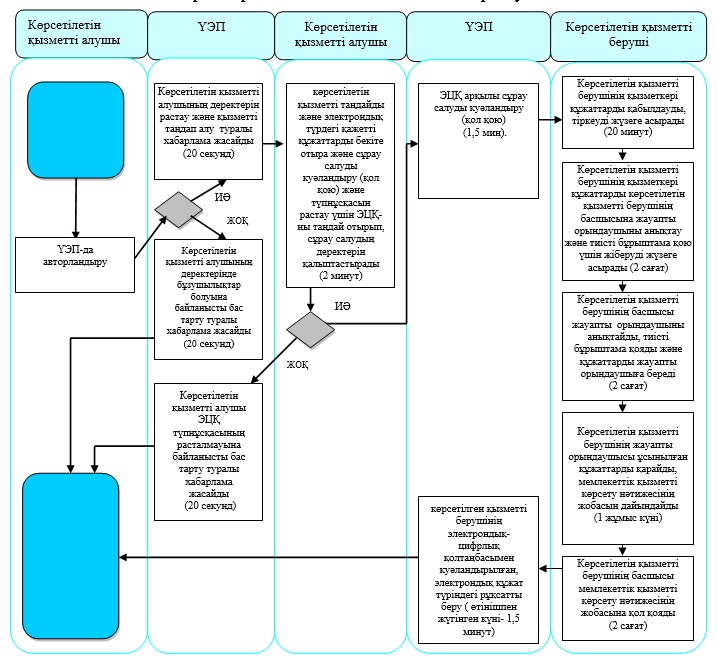 Көрсетілетін
қызметті алушы
ҮЭП
Көрсетілетін
қызметті алушы
ҮЭП
Көрсетілетін қызметті
беруші
ҮЭП-да
авторландыру
Көрсетілетін қызметті
алушының деректерін
растау және қызметті
таңдап алу туралы
хабарлама жасайды
(20 секунд)
ИӘ
ЖОҚ
Көрсетілетін
қызметті алушының
деректерінде
бұзушылықтар
болуына
байланысты бас
тарту туралы
хабарлама жасайды
(20 секунд)
Көрсетілетін
қызметті алушы
ЭЦҚ
түпнұсқасының
расталмауына
байланысты бас
тарту туралы
хабарлама
жасайды
(20 секунд)
көрсетілетін
қызметті таңдайды
және электрондық
түрдегі қажетті
құжаттарды бекіте
отыра және сұрау
салуды
куәландыру (қол
қою) және
түпнұсқасын
растау үшін ЭЦҚ-
ны таңдай отырып,
сұрау салудың
деректерін
қалыптастырады
(2 минут)
ИӘ
ЖОҚ
ЭЦҚ арқылы сұрау
салуды куәландыру
(қол қою)
(1,5 мин).
көрсетілген қызметті
берушінің
электрондық-
цифрлық
қолтаңбасымен
куәландырылған,
электрондық құжат
түріндегі рұқсатты
беру ( өтінішпен
жүгінген күні- 1,5
минут)
Көрсетілетін қызметті
берушінің қызметкері
құжаттарды қабылдауды,
тіркеуді жүзеге асырады
(20 минут)
Көрсетілетін қызметті
берушінің қызметкері
құжаттарды көрсетілетін
қызметті берушінің
басшысына жауапты
орындаушыны анықтау
және тиісті бұрыштама қою
үшін жіберуді жүзеге
асырады (2 сағат)
Көрсетілетін қызметті
берушінің басшысы
жауапты орындаушыны
анықтайды, тиісті
бұрыштама қояды және
құжаттарды жауапты
орындаушыға береді
(2 сағат)
Көрсетілетін қызметті
берушінің жауапты
орындаушысы ұсынылған
құжаттарды қарайды,
мемлекеттік қызметті
көрсету нәтижесінің
жобасын дайындайды
(1 жұмыс күні)
Көрсетілетін қызметті
берушінің басшысы
мемлекеттік қызметті
көрсету нәтижесінің
жобасына қол қояды
(2 сағат)